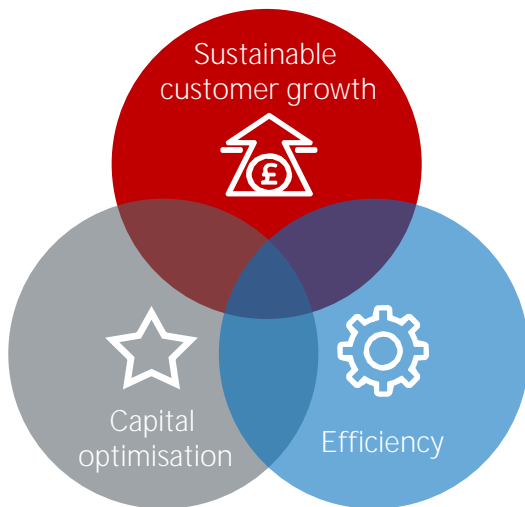 Sustainable
customer growth
£
Capital
optimisation
Efficiency